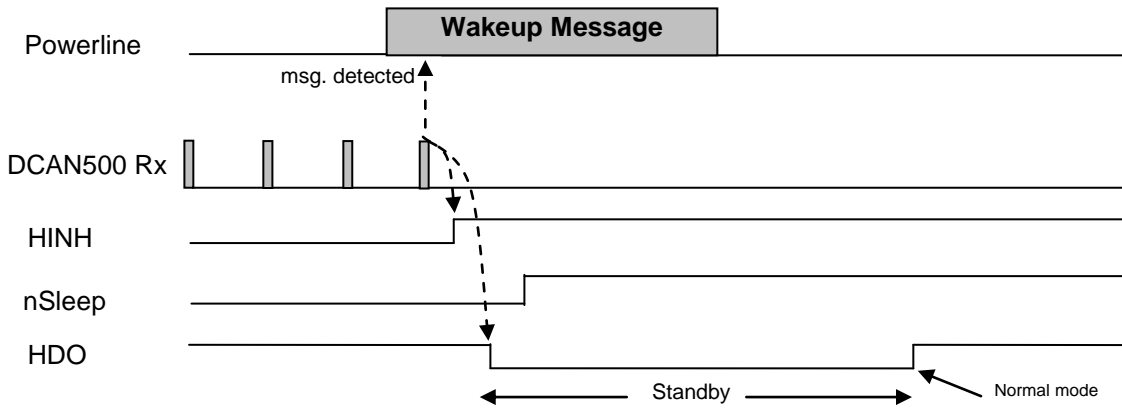 Wakeup Message
Powerline
msg. detected
DCAN500 Rx
HINH
nSleep
HDO
Standby
Normal mode